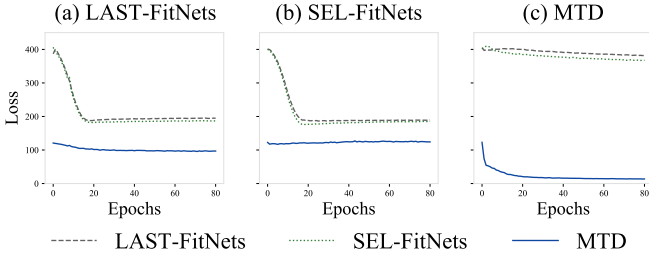 (a) LAST-FitNets (b) SEL-FitNets (c) MTD
Loss
400
300
200
100
0
0 20 40 60 80
0 20 40 60 80
0 20 40 60 80
Epochs Epochs Epochs
LAST-FitNets SEL-FitNets MTD